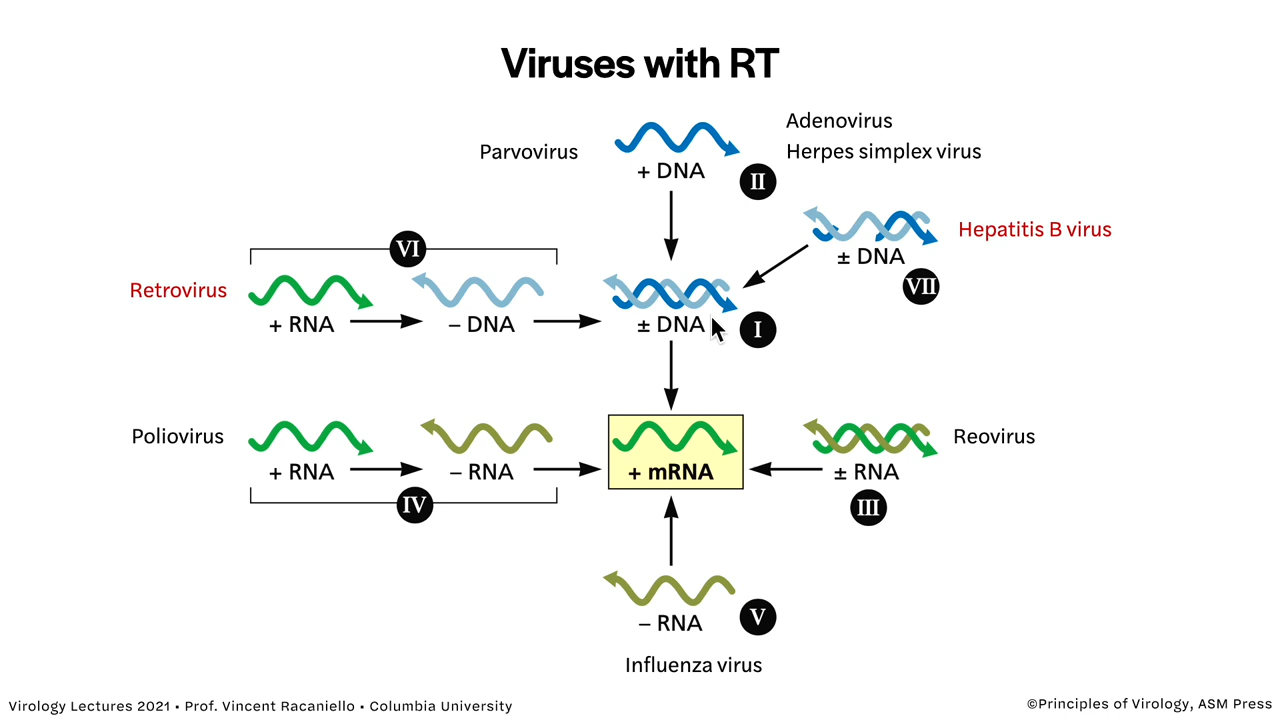 Viruses with RT
Parvovirus
+ DNA
II
Adenovirus
Herpes simplex virus
± DNA
VII
Hepatitis B virus
VI
Retrovirus
+ RNA
– DNA
± DNA
I
Poliovirus
+ RNA
– RNA
IV
+ mRNA
± RNA
III
Reovirus
– RNA
V
Influenza virus
Virology Lectures 2021 • Prof. Vincent Racaniello • Columbia University
©Principles of Virology, ASM Press